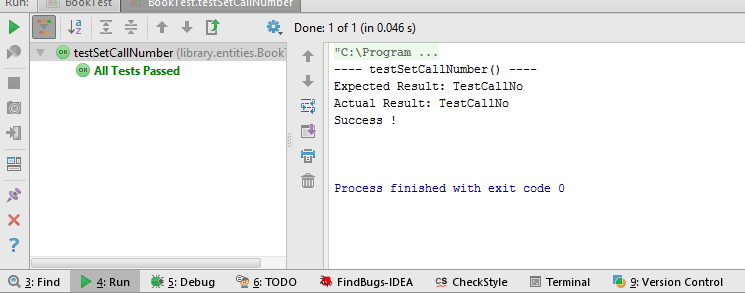 Run: BookTest BookTest.testSetCallNumber
Done: 1 of 1 (in 0.046 s)
OK testSetCallNumber (library.entities.Book
OK All Tests Passed
"C:\Program ...
---- testSetCallNumber() ----
Expected Result: TestCallNo
Actual Result: TestCallNo
Success !
Process finished with exit code 0
3: Find 4: Run 5: Debug 6: TODO FindBugs-IDEA CS CheckStyle Terminal 9: Version Control